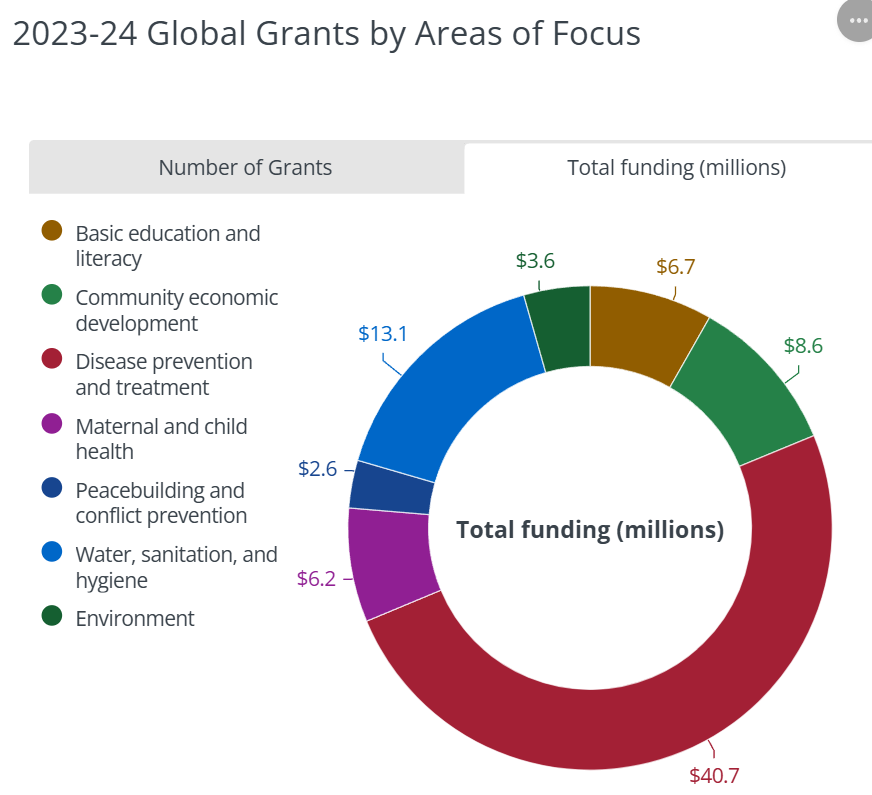 2023-24 Global Grants by Areas of Focus
Number of Grants
Total funding (millions)
Basic education and
literacy
Community economic
development
Disease prevention
and treatment
Maternal and child
health
Peacebuilding and
conflict prevention
Water, sanitation, and
hygiene
Environment
$3.6
$6.7
$13.1
$8.6
$2.6
Total funding (millions)
$6.2
$40.7